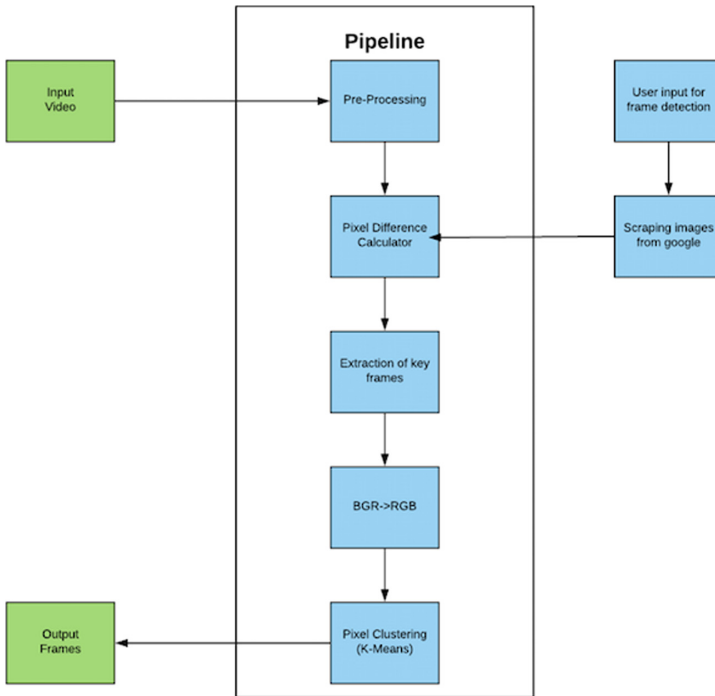 Pipeline
Input
Video
Pre-Processing
User input for
frame detection
Pixel Difference
Calculator
Scraping images
from google
Extraction of key
frames
BGR->RGB
Output
Frames
Pixel Clustering
(K-Means)